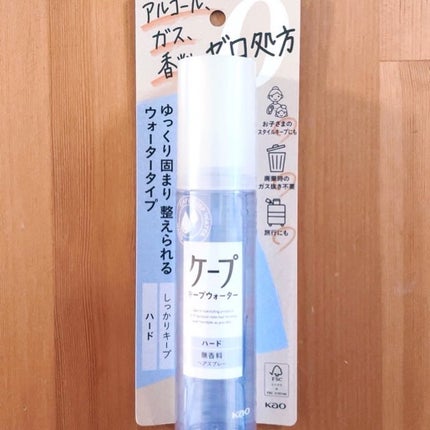 アルコール、
ガス、
香料 ゼロ処方
ゆっくり固まり 整えられる
ウォータータイプ
しっかりキープ
ハード
お子さまの
スタイルキープにも
廃棄時の
ガス抜き不要
旅行にも
ケープ
キープウォーター
ハード
無香料
ヘアスプレー
Kao
FSC
Kao